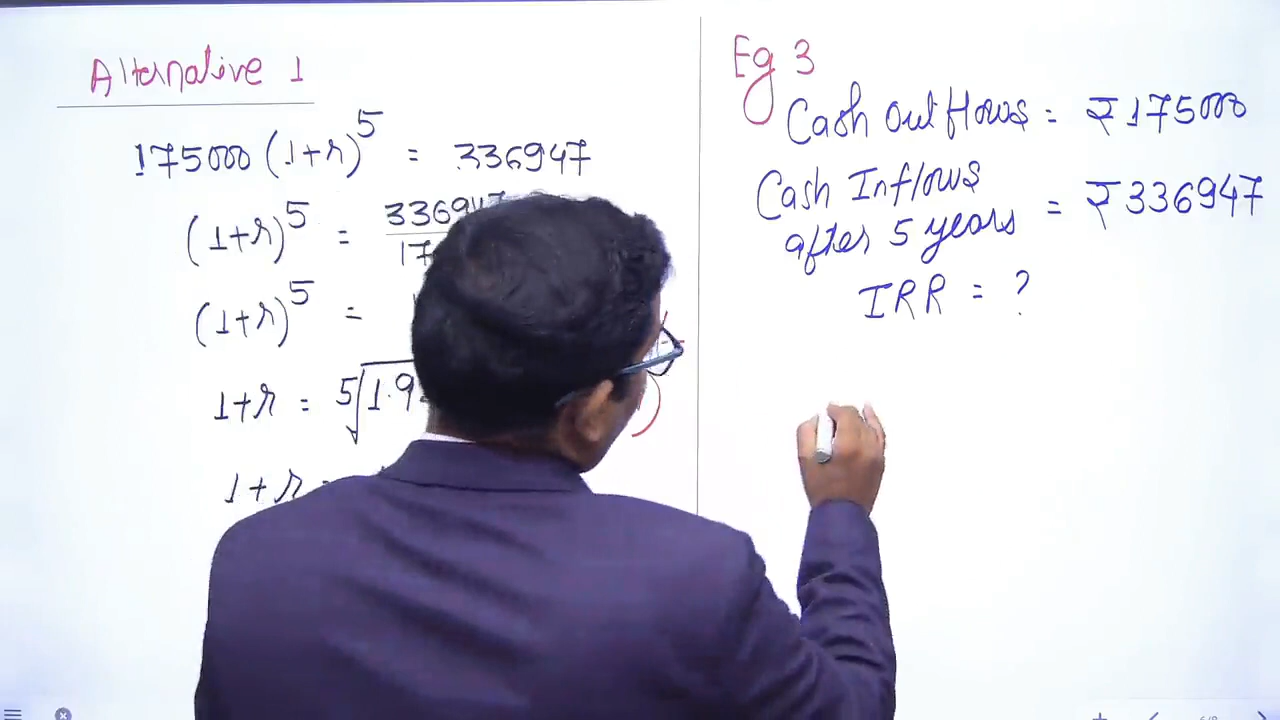 Alternative 1
175000 (1+r)^5 = 336947
(1+r)^5 =
(1+r)^5 =
1+r = 5√1.9
1+r =
Eg 3
Cash Outflows = ₹175000
Cash Inflows
after 5 years = ₹336947
IRR = ?